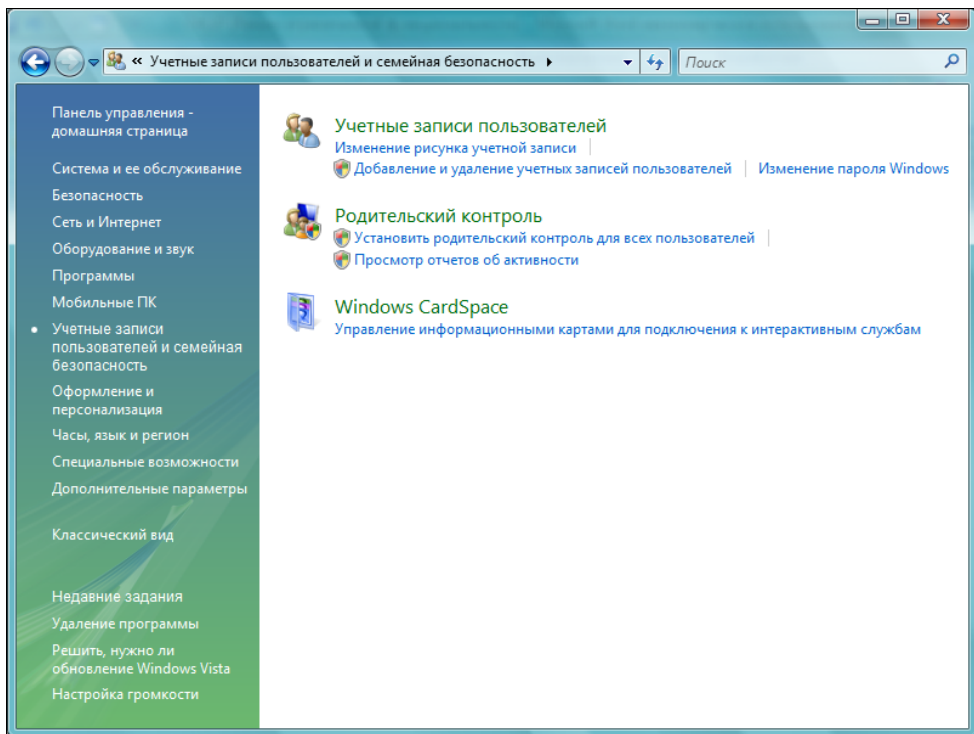 « Учетные записи пользователей и семейная безопасность
Поиск
Панель управления -
домашняя страница
Система и ее обслуживание
Безопасность
Сеть и Интернет
Оборудование и звук
Программы
Мобильные ПК
Учетные записи
пользователей и семейная
безопасность
Оформление и
персонализация
Часы, язык и регион
Специальные возможности
Дополнительные параметры
Классический вид
Недавние задания
Удаление программы
Решить, нужно ли
обновление Windows Vista
Настройка громкости
Учетные записи пользователей
Изменение рисунка учетной записи
Добавление и удаление учетных записей пользователей | Изменение пароля Windows
Родительский контроль
Установить родительский контроль для всех пользователей
Просмотр отчетов об активности
Windows CardSpace
Управление информационными картами для подключения к интерактивным службам